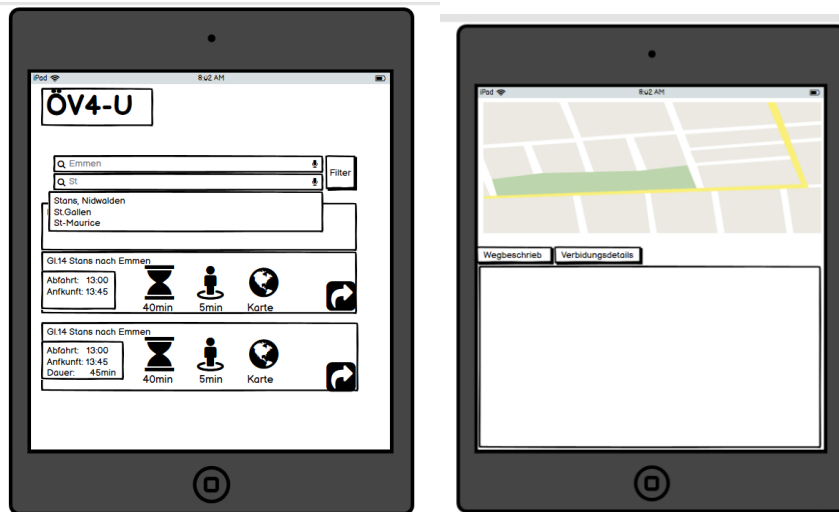 iPad
8:02 AM
ÖV4-U
Emmen
Filter
St
Stans, Nidwalden
St.Gallen
St-Maurice
Gl.14 Stans nach Emmen
Abfahrt: 13:00
Anfkunft: 13:45
40min
5min
Karte
Gl.14 Stans nach Emmen
Abfahrt: 13:00
Anfkunft: 13:45
Dauer: 45min
40min
5min
Karte
iPad
8:02 AM
Wegbeschrieb
Verbidungsdetails